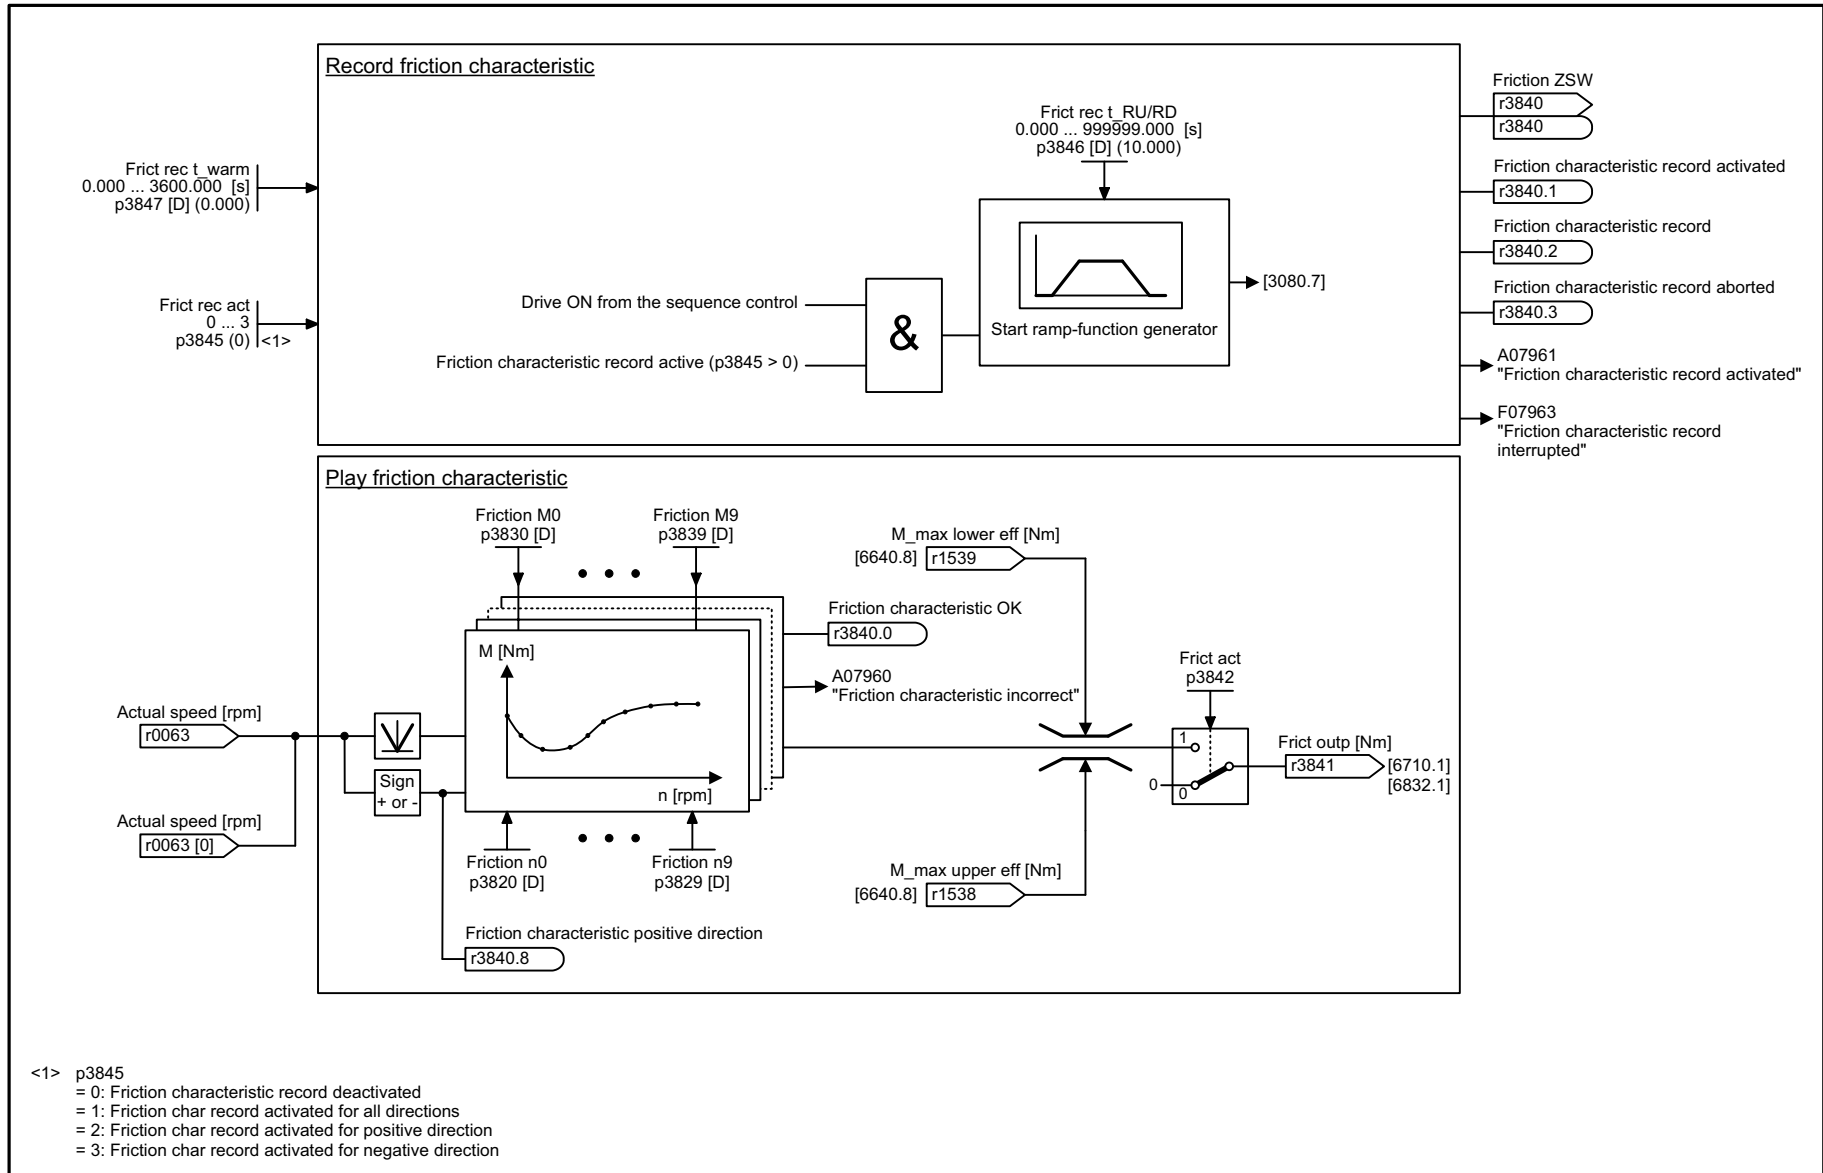 Record friction characteristic
Frict rec t_warm
0.000 ... 3600.000 [s]
p3847 [D] (0.000)
Frict rec act
0 ... 3
p3845 (0) <1>
Frict rec t_RU/RD
0.000 ... 999999.000 [s]
p3846 [D] (10.000)
Drive ON from the sequence control
Friction characteristic record active (p3845 > 0)
&
Start ramp-function generator
[3080.7]
Friction ZSW
r3840
r3840
Friction characteristic record activated
r3840.1
Friction characteristic record
r3840.2
Friction characteristic record aborted
r3840.3
A07961
"Friction characteristic record activated"
F07963
"Friction characteristic record
interrupted"
Play friction characteristic
Friction M0
p3830 [D]
Friction M9
p3839 [D]
M_max lower eff [Nm]
[6640.8] r1539
Friction characteristic OK
r3840.0
A07960
"Friction characteristic incorrect"
M [Nm]
n [rpm]
Actual speed [rpm]
r0063
Sign
+ or -
Actual speed [rpm]
r0063 [0]
Friction n0
p3820 [D]
Friction n9
p3829 [D]
Friction characteristic positive direction
r3840.8
M_max upper eff [Nm]
[6640.8] r1538
Frict act
p3842
1
0
0
Frict outp [Nm]
r3841 [6710.1]
[6832.1]
<1> p3845
= 0: Friction characteristic record deactivated
= 1: Friction char record activated for all directions
= 2: Friction char record activated for positive direction
= 3: Friction char record activated for negative direction